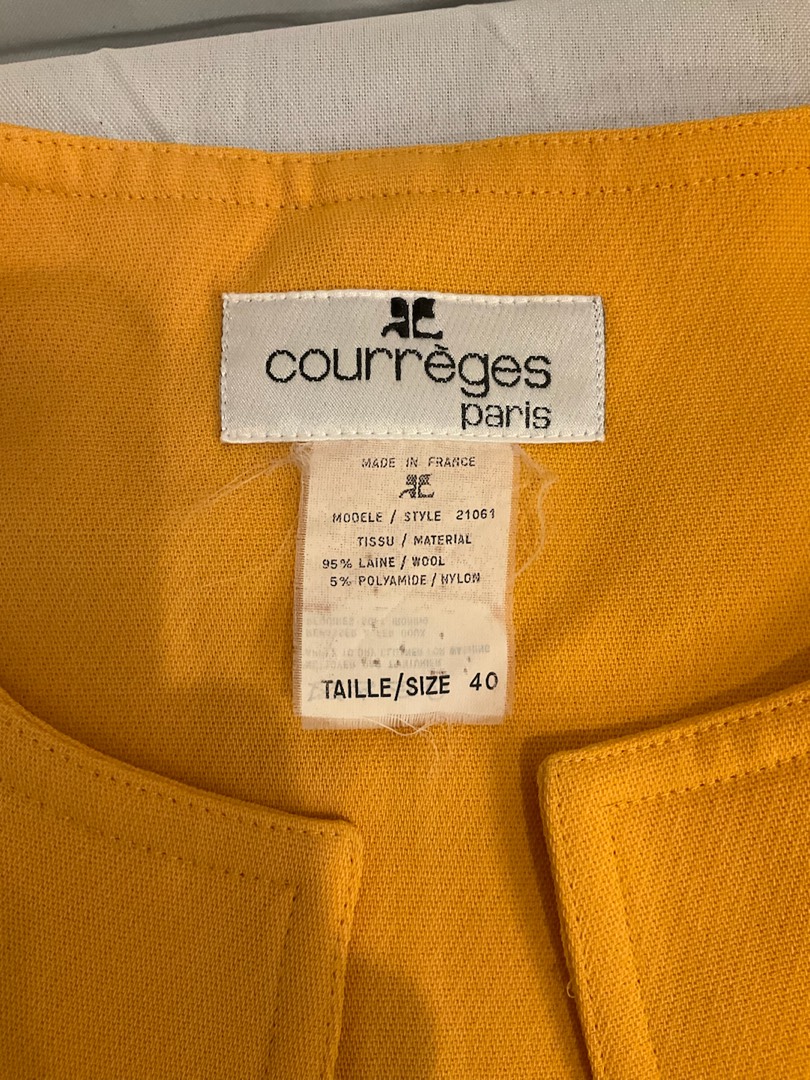 courrèges
paris
MADE IN FRANCE
MODELE / STYLE 21061
TISSU / MATERIAL
95% LAINE / WOOL
5% POLYAMIDE / NYLON
TAILLE/SIZE 40